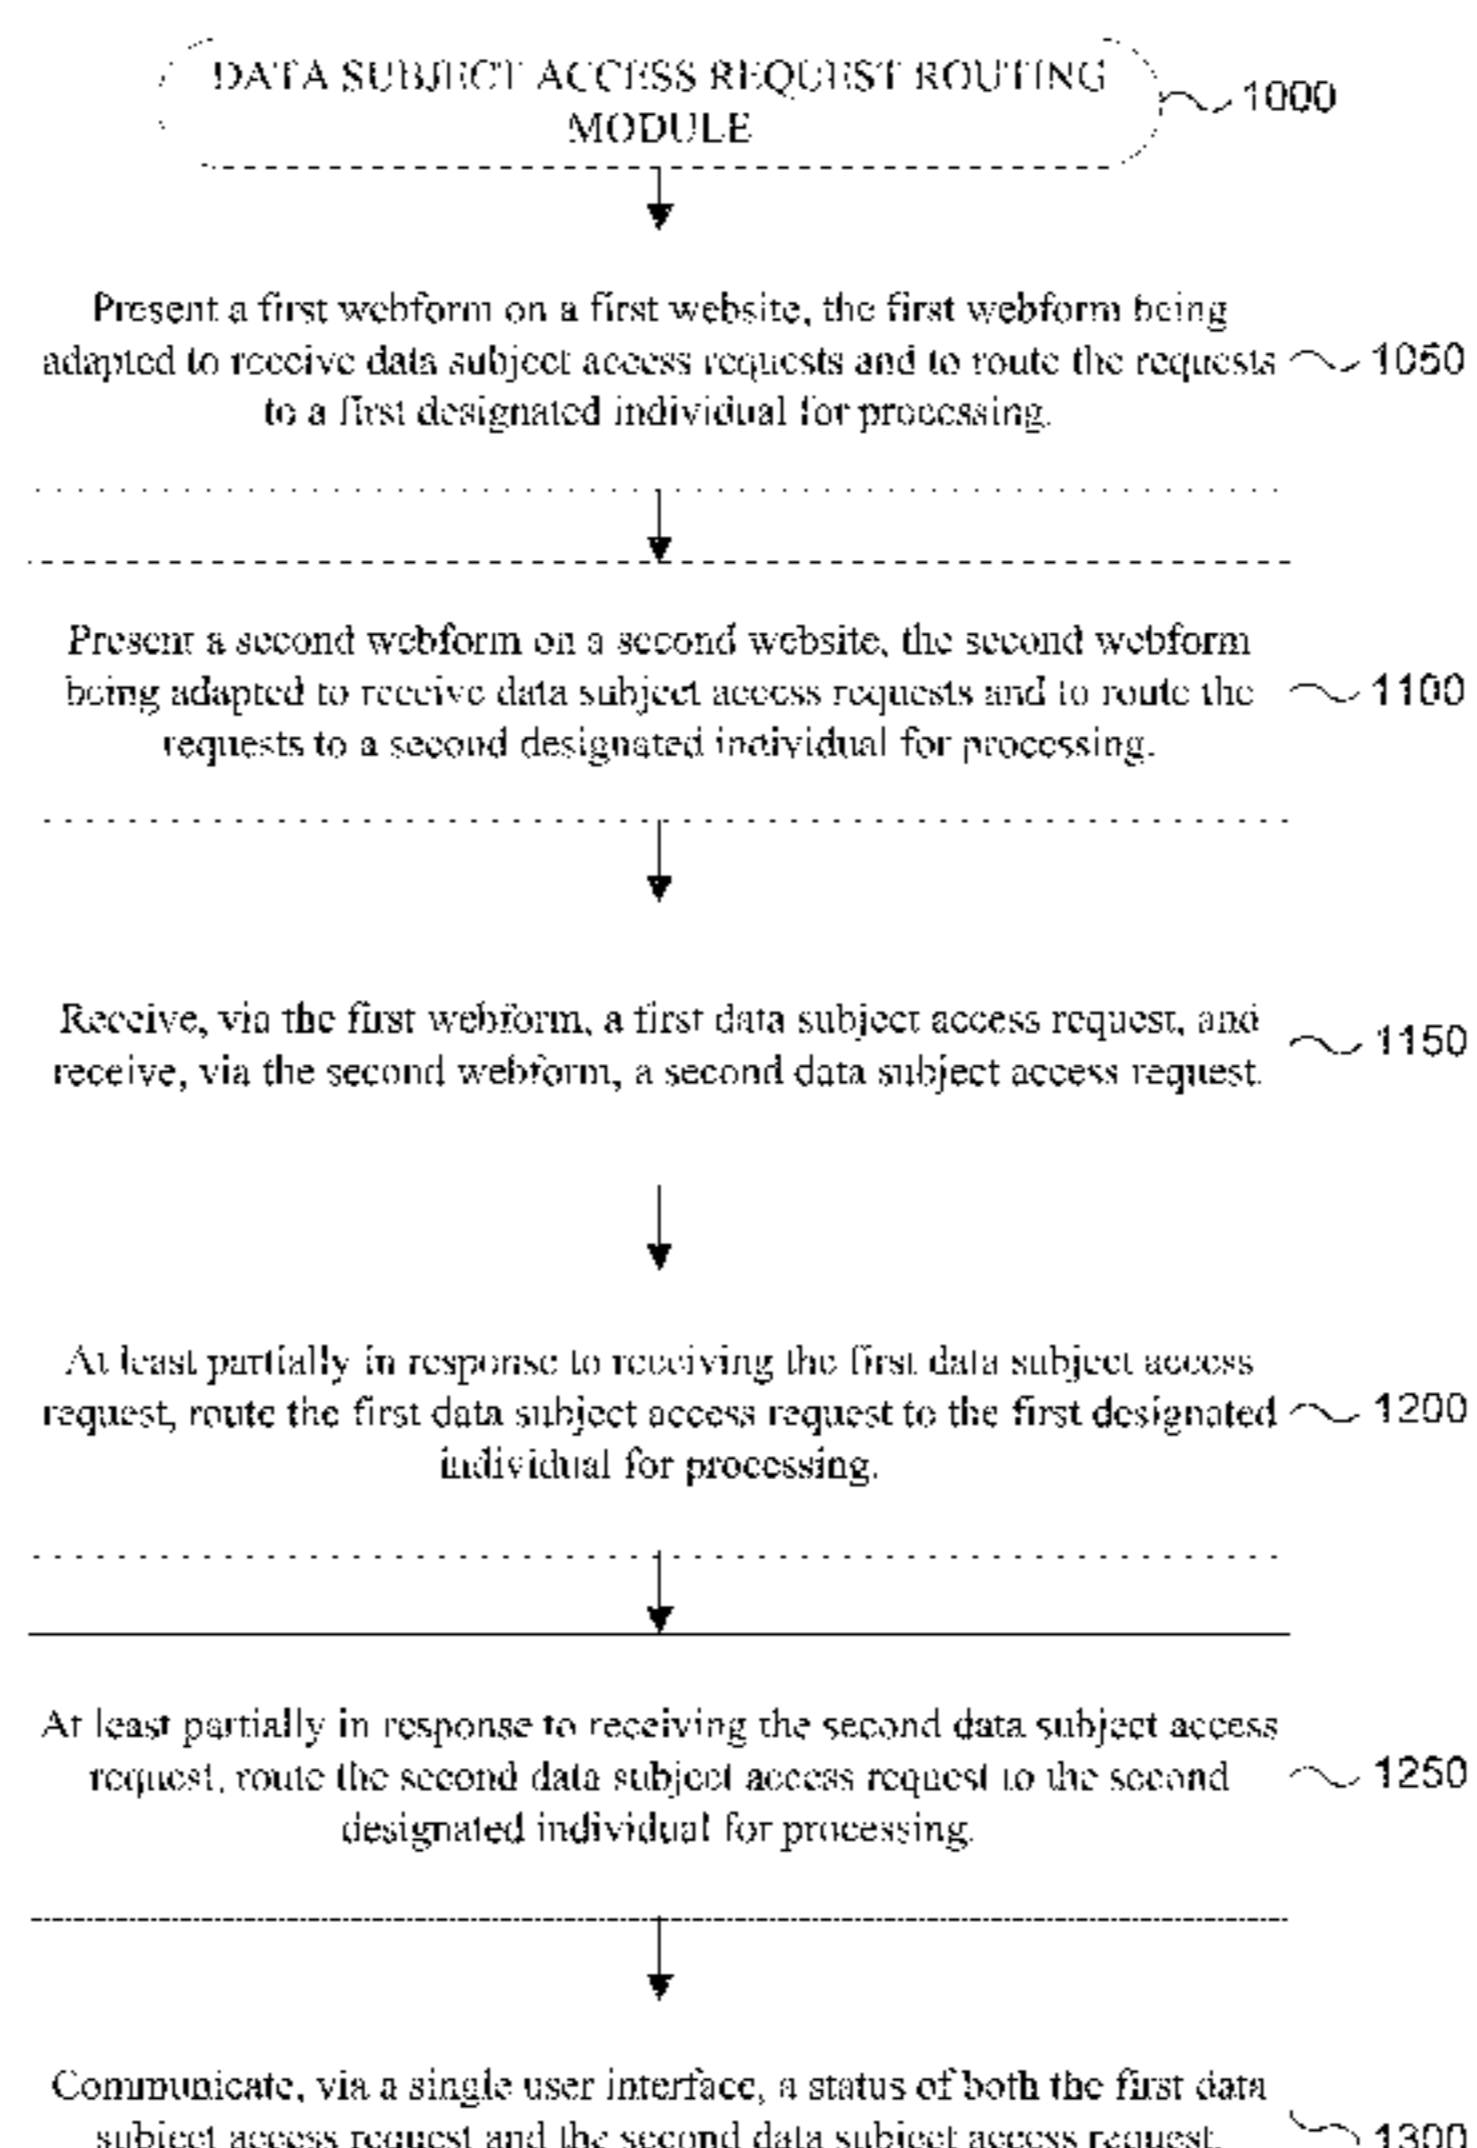 DATA SUBJECT ACCESS REQUEST ROUTING
MODULE
1000
Present a first webform on a first website, the first webform being
adapted to receive data subject access requests and to route the requests
to a first designated individual for processing.
1050
Present a second webform on a second website, the second webform
being adapted to receive data subject access requests and to route the
requests to a second designated individual for processing.
1100
Receive, via the first webform, a first data subject access request, and
receive, via the second webform, a second data subject access request.
1150
At least partially in response to receiving the first data subject access
request, route the first data subject access request to the first designated
individual for processing.
1200
At least partially in response to receiving the second data subject access
request, route the second data subject access request to the second
designated individual for processing.
1250
Communicate, via a single user interface, a status of both the first data
subject access request and the second data subject access request.
1300